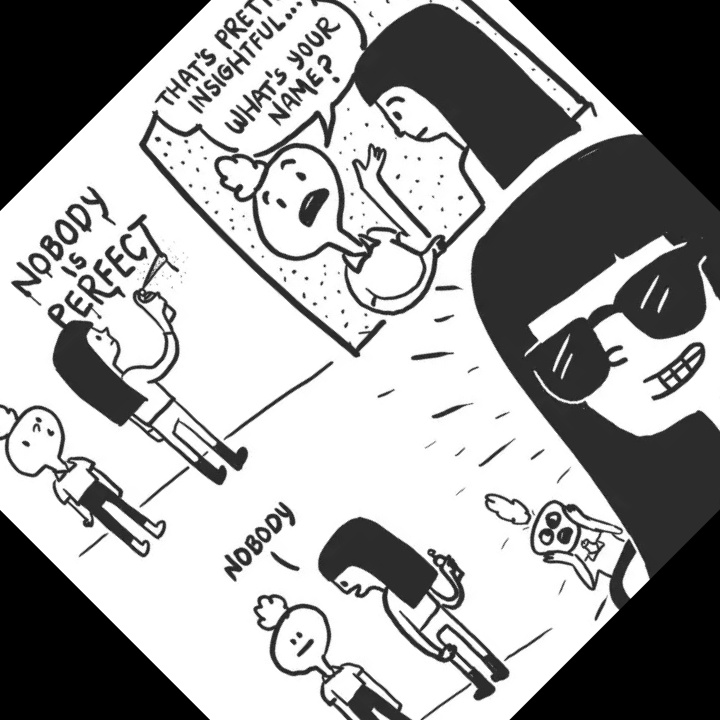 NOBODY
IS
PERFECT
THAT'S PRETTY
INSIGHTFUL...
WHAT'S YOUR
NAME?
NOBODY